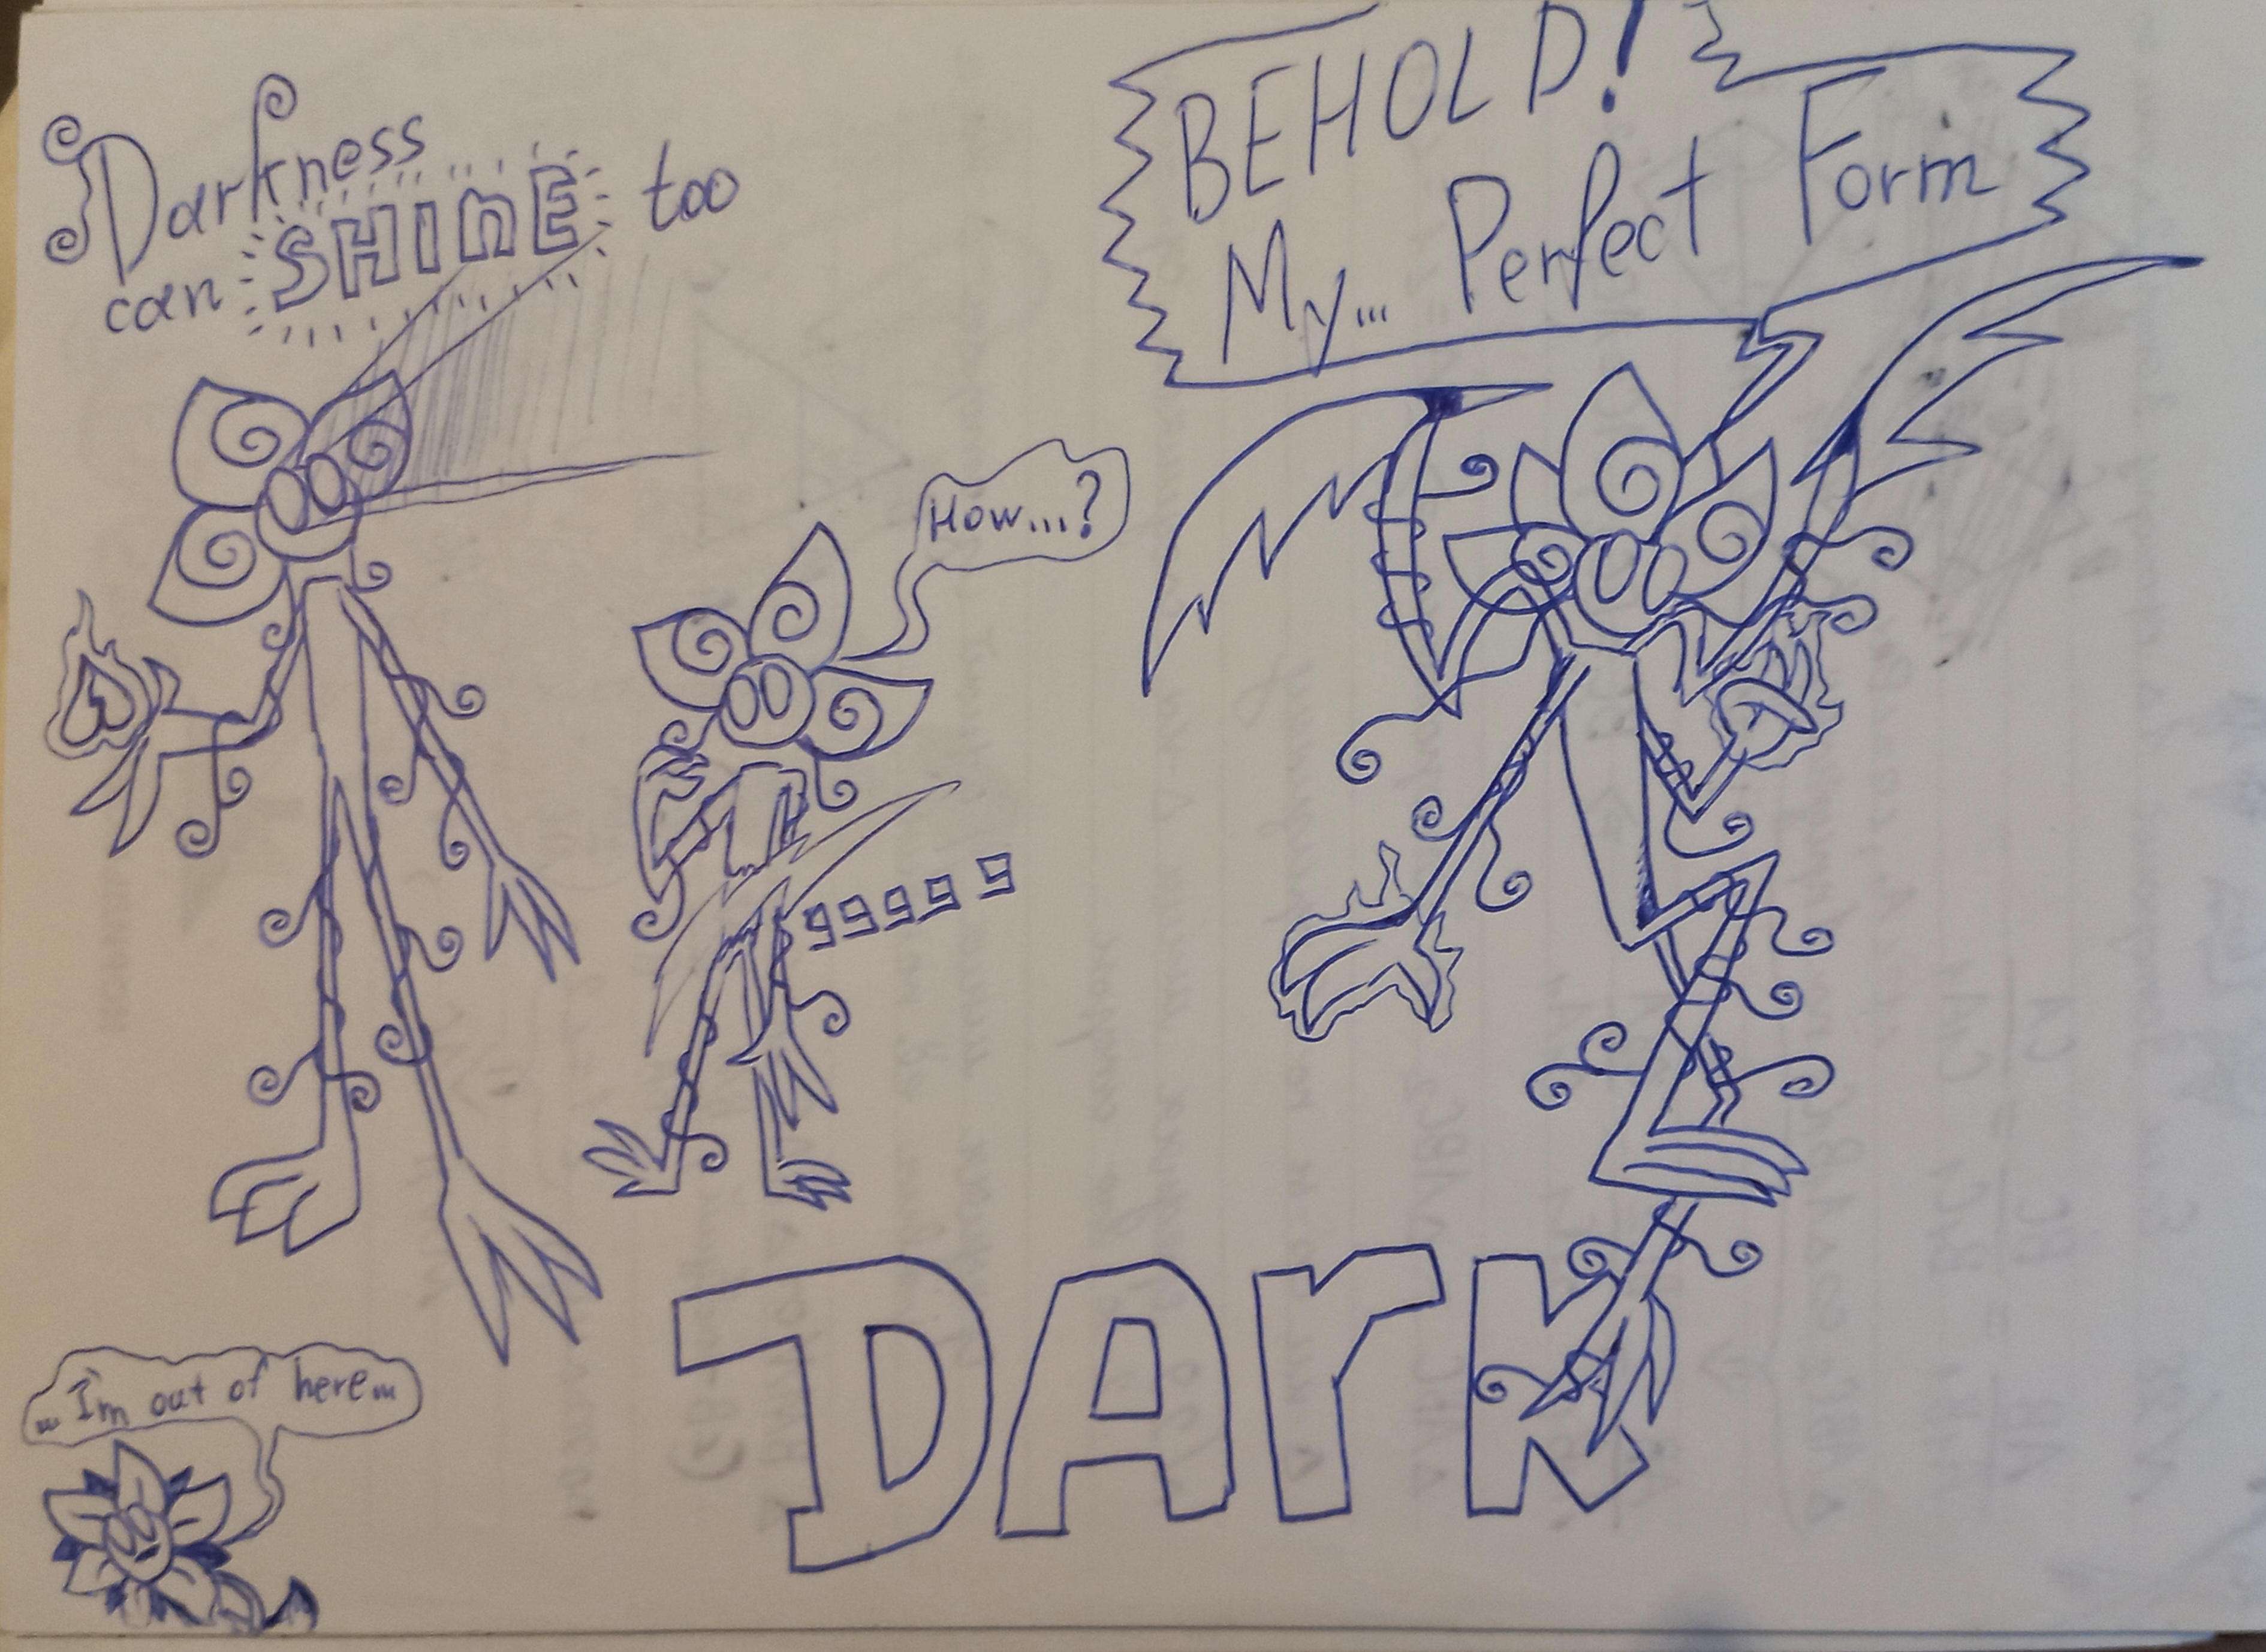 Darkness
can SHINE too
BEHOLD!
My... Perfect Form
How...?
99999
DArK
... I'm out of here...